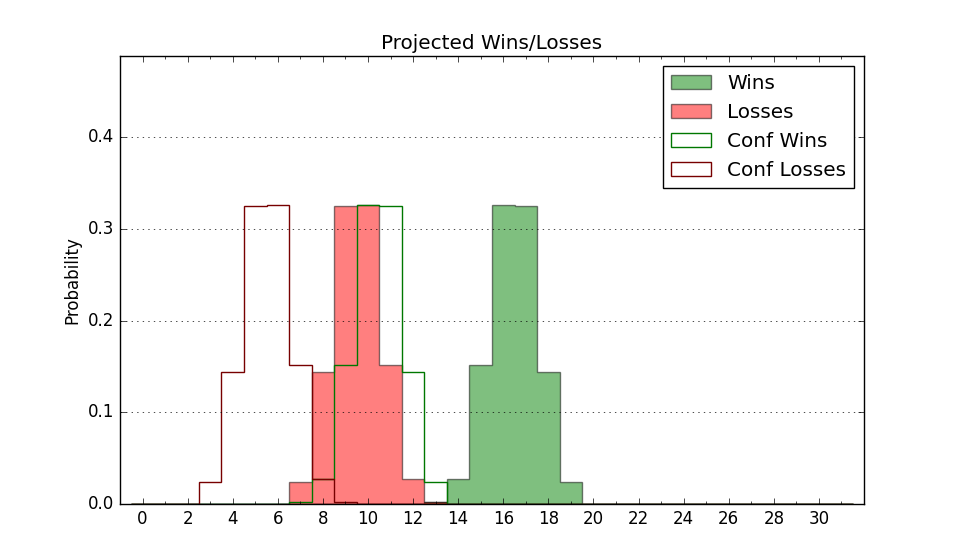 Projected Wins/Losses
Wins
Losses
Conf Wins
Conf Losses
Probability
0.4
0.3
0.2
0.1
0.0
0 2 4 6 8 10 12 14 16 18 20 22 24 26 28 30